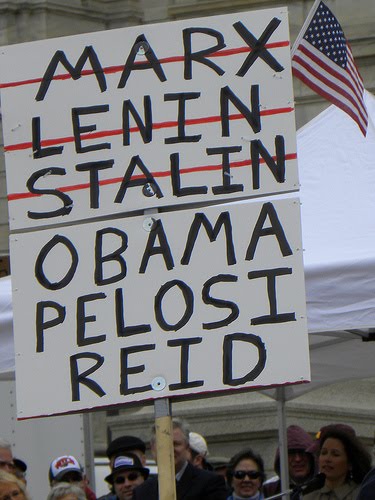 MARX
LENIN
STALIN
OBAMA
PELOSI
REID